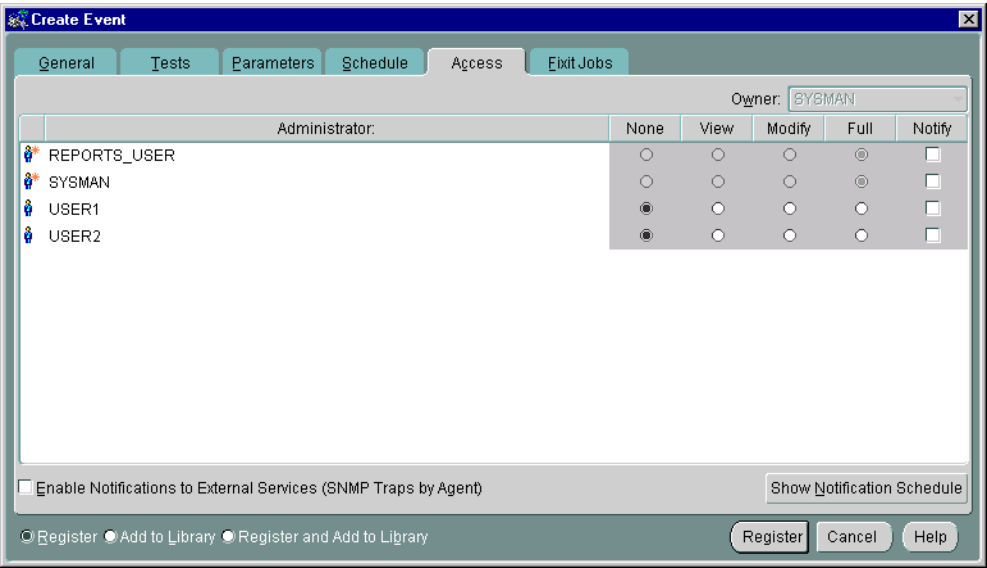 Create Event
General Tests Parameters Schedule Access Fixit Jobs
Owner: SYSMAN
Administrator: None View Modify Full Notify
REPORTS_USER
SYSMAN
USER1
USER2
Enable Notifications to External Services (SNMP Traps by Agent) Show Notification Schedule
Register Add to Library Register and Add to Library Register Cancel Help